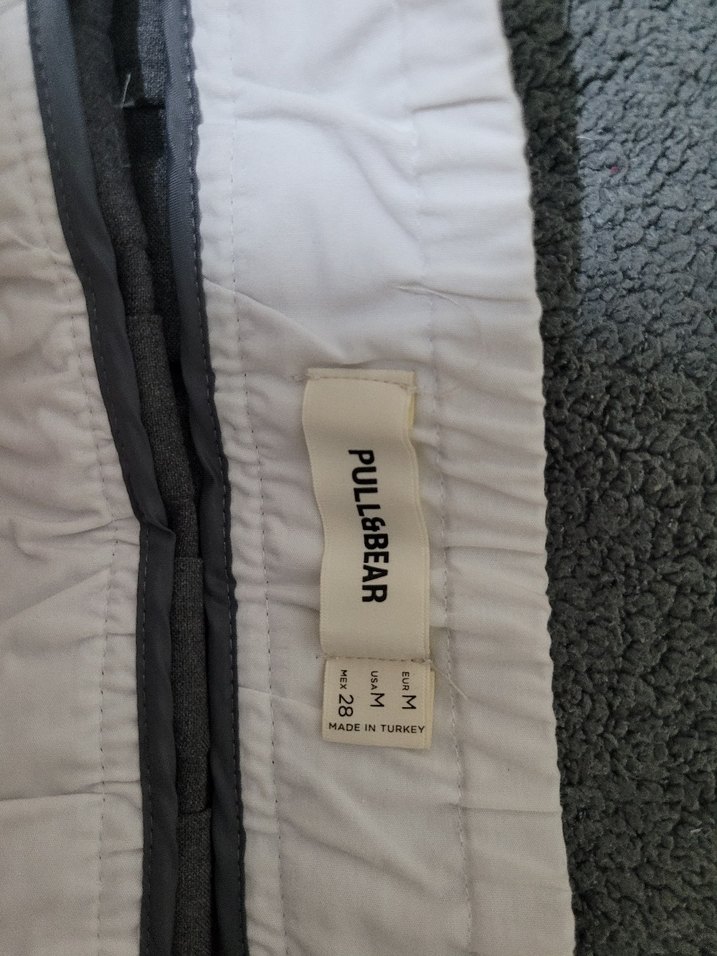 PULL&BEAR
EUR M
USA M
MEX 28
MADE IN TURKEY